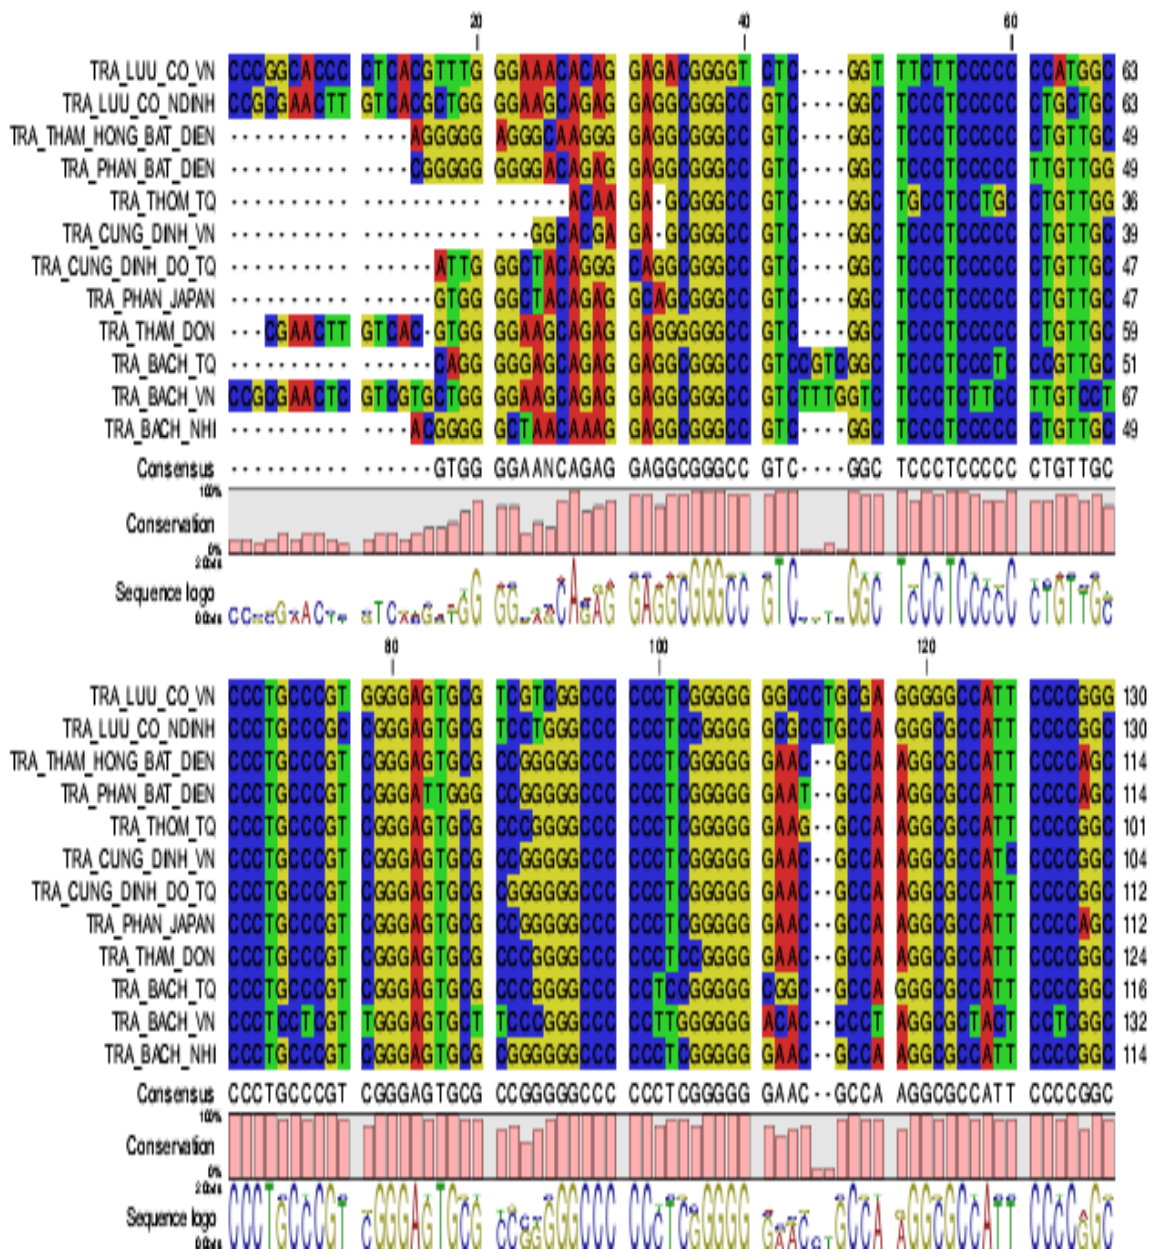 20 40 60
TRA_LUU_CO_VN CCCGGCACCC CTCACGTTTG GGAAACACAG GAGACGGGGT CTC----GGT TTCTTCCCCC CCATGGC 63
TRA_LUU_CO_NDINH CCGCGAACTT GTCACGCTGG GGAAGCAGAG GAGGCGGGCC GTC----GGC TCCCTCCCCC CTGCTGC 63
TRA_THAM_HONG_BAT_DIEN ---------- -----AGGGGGG AGGGCAAGGG GAGGCGGGCC GTC----GGC TCCCTCCCCC CTGTTGC 49
TRA_PHAN_BAT_DIEN ---------- ----CGGGGG GGGGACAGAG GAGGCGGGCC GTC----GGC TCCCTCCCCC TTGTTGG 49
TRA_THOM_TQ ---------- ---------- ------ACAA GA-GCGGGCC GTC----GGC TGCCTCCTGC CTGTTGG 36
TRA_CUNG_DINH_VN ---------- ---------- ---GGCACGA GA-GCGGGCC GTC----GGC TCCCTCCCCC CTGTTGC 39
TRA_CUNG_DINH_DO_TQ ---------- ------ATTG GGCTACAGGG CAGGCGGGCC GTC----GGC TCCCTCCCCC CTGTTGC 47
TRA_PHAN_JAPAN ---------- ------GTGG GGCTACAGAG GCAGCGGGCC GTC----GGC TCCCTCCCCC CTGTTGC 47
TRA_THAM_DON ---CGAACTT GTCAC-GTGG GGAAGCAGAG GAGGGGGGCC GTC----GGC TCCCTCCCCC CTGTTGC 59
TRA_BACH_TQ ---------- ------CAGG GGGAGCAGAG GAGGCGGGCC GTCCGTCGGC TCCCTCCCTC CCGTTGC 51
TRA_BACH_VN CCGCGAACTC GTCGTGCTGG GGAAGCAGAG GAGGCGGGCC GTCTTTGGTC TCCCTCTTCC TTGTCCT 67
TRA_BACH_NHI ---------- ----ACGGGG GCTAACAAAG GAGGCGGGCC GTC----GGC TCCCTCCCCC CTGTTGC 49
Consensus ---------- ------GTGG GGAANCAGAG GAGGCGGGCC GTC----GGC TCCCTCCCCC CTGTTGC
100%
Conservation
0%
Sequence logo
80 100 120
TRA_LUU_CO_VN CCCTGCCCGT GGGGAGTGCG TCGTCGGCCC CCCTCGGGGG GGCCCTGCGA GGGGGCCATT CCCCGGG 130
TRA_LUU_CO_NDINH CCCTGCCCGC CGGGAGTGCG TCCTGGGCCC CCCTCCGGGG GCGCCTGCCA GGGCGCCATT CCCCGGC 130
TRA_THAM_HONG_BAT_DIEN CCCTGCCCGT CGGGAGTGCG CCGGGGGCCC CCCTCGGGGG GAAC--GCCA AGGCGCCATT CCCCAGC 114
TRA_PHAN_BAT_DIEN CCCTGCCCGT CGGGATTGGG CCGGGGGCCC CCCTCGGGGG GAAT--GCCA AGGCGCCATT CCCCAGC 114
TRA_THOM_TQ CCCTGCCCGT CGGGAGTGCG CCCGGGGCCC CCCTCGGGGG GAAG--GCCA AGGCGCCATT CCCCGGC 101
TRA_CUNG_DINH_VN CCCTGCCCGT CGGGAGTGCG CCGGGGGCCC CCCTCGGGGG GAAC--GCCA AGGCGCCATC CCCCGGC 104
TRA_CUNG_DINH_DO_TQ CCCTGCCCGT CGGGAGTGCG CGGGGGGCCC CCCTCGGGGG GAAC--GCCA AGGCGCCATT CCCCGGC 112
TRA_PHAN_JAPAN CCCTGCCCGT CGGGAGTGCG CCGGGGGCCC CCCTCGGGGG GAAC--GCCA AGGCGCCATT CCCCAGC 112
TRA_THAM_DON CCCTGCCCGT CGGGAGTGCG CCCGGGGCCC CCCTCCGGGG GAAC--GCCA AGGCGCCATT CCCCGGC 124
TRA_BACH_TQ CCCTGCCCGT CGGGAGTGCG CCCGGGGCCC CCTCCGGGGG CGGC--GCCA GGGCGCCATT CCCCGGC 116
TRA_BACH_VN CCCTCCTCGT TGGGAGTGCT TCCCGGGCCC CCTTGGGGGG ACAC--CCCT AGGCGCTACT CCTCGGC 132
TRA_BACH_NHI CCCTGCCCGT CGGGAGTGCG CGGGGGGCCC CCCTCGGGGG GAAC--GCCA AGGCGCCATT CCCCGGC 114
Consensus CCCTGCCCGT CGGGAGTGCG CCGGGGGCCC CCCTCGGGGG GAAC--GCCA AGGCGCCATT CCCCGGC
100%
Conservation
0%
Sequence logo